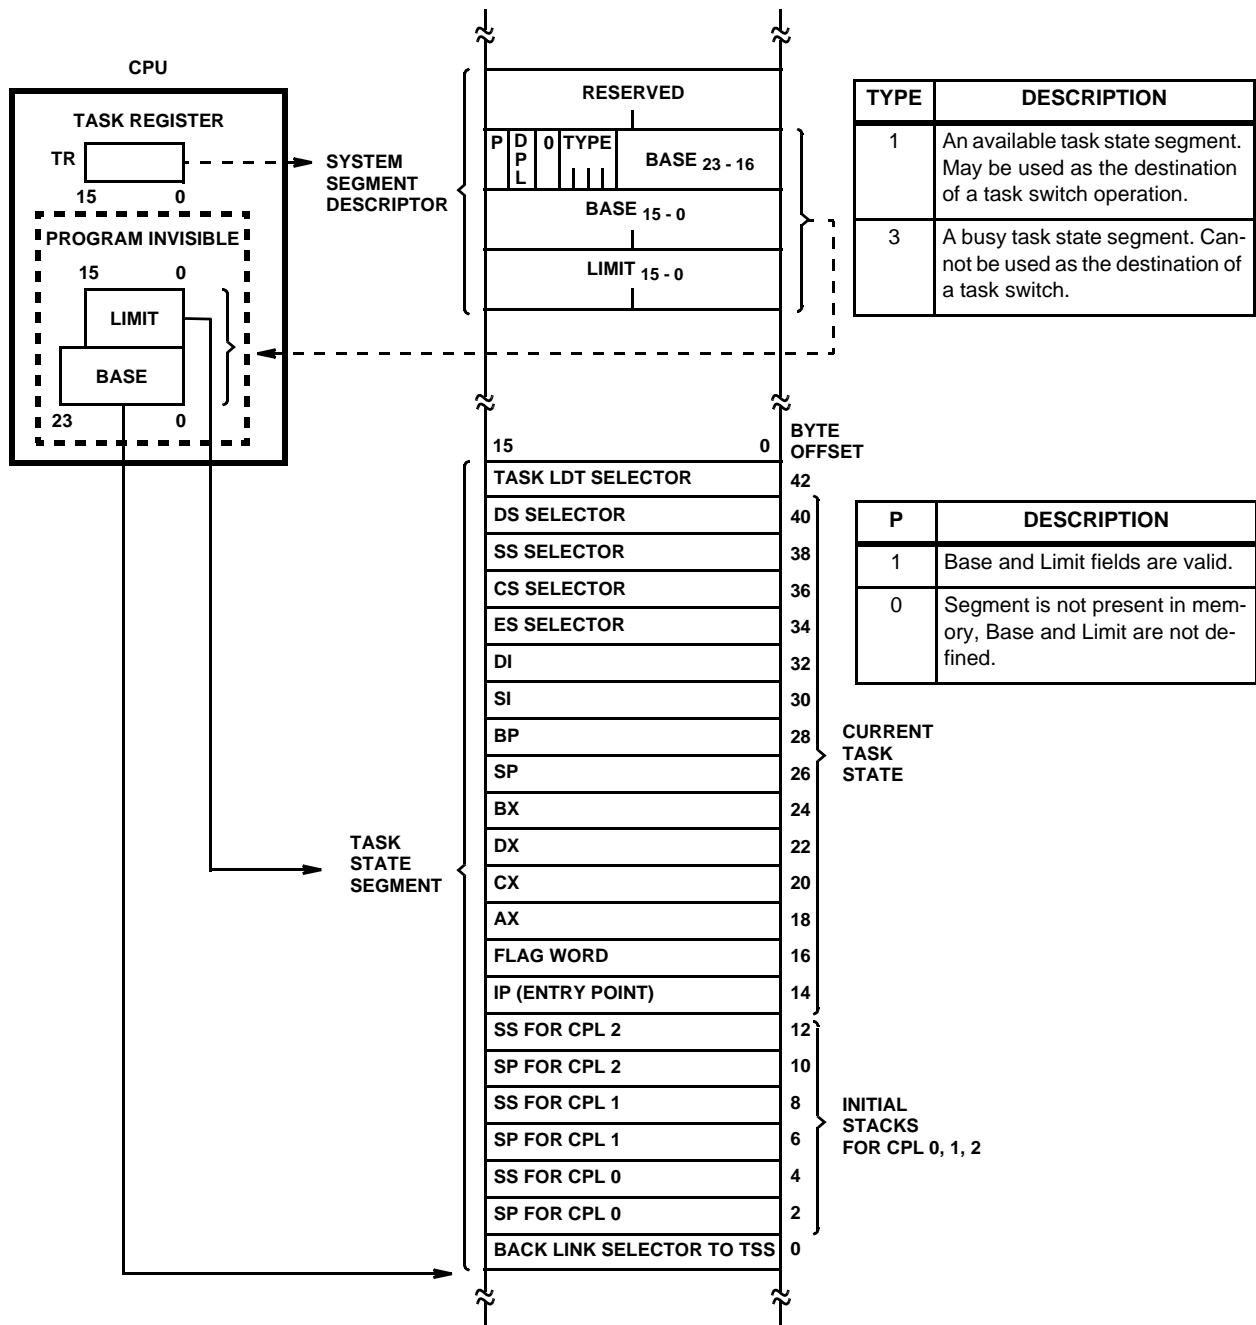 CPU
TASK REGISTER
TR
15 0
PROGRAM INVISIBLE
15 0
LIMIT
BASE
23 0
SYSTEM
SEGMENT
DESCRIPTOR
RESERVED
P DPL 0 TYPE BASE 23 - 16
BASE 15 - 0
LIMIT 15 - 0
TYPE DESCRIPTION
1 An available task state segment.
May be used as the destination
of a task switch operation.
3 A busy task state segment. Can-
not be used as the destination of
a task switch.
15 0
BYTE
OFFSET
TASK LDT SELECTOR 42
DS SELECTOR 40
SS SELECTOR 38
CS SELECTOR 36
ES SELECTOR 34
DI 32
SI 30
BP 28
SP 26
BX 24
DX 22
CX 20
AX 18
FLAG WORD 16
IP (ENTRY POINT) 14
SS FOR CPL 2 12
SP FOR CPL 2 10
SS FOR CPL 1 8
SP FOR CPL 1 6
SS FOR CPL 0 4
SP FOR CPL 0 2
BACK LINK SELECTOR TO TSS 0
TASK
STATE
SEGMENT
P DESCRIPTION
1 Base and Limit fields are valid.
0 Segment is not present in mem-
ory, Base and Limit are not de-
fined.
CURRENT
TASK
STATE
INITIAL
STACKS
FOR CPL 0, 1, 2